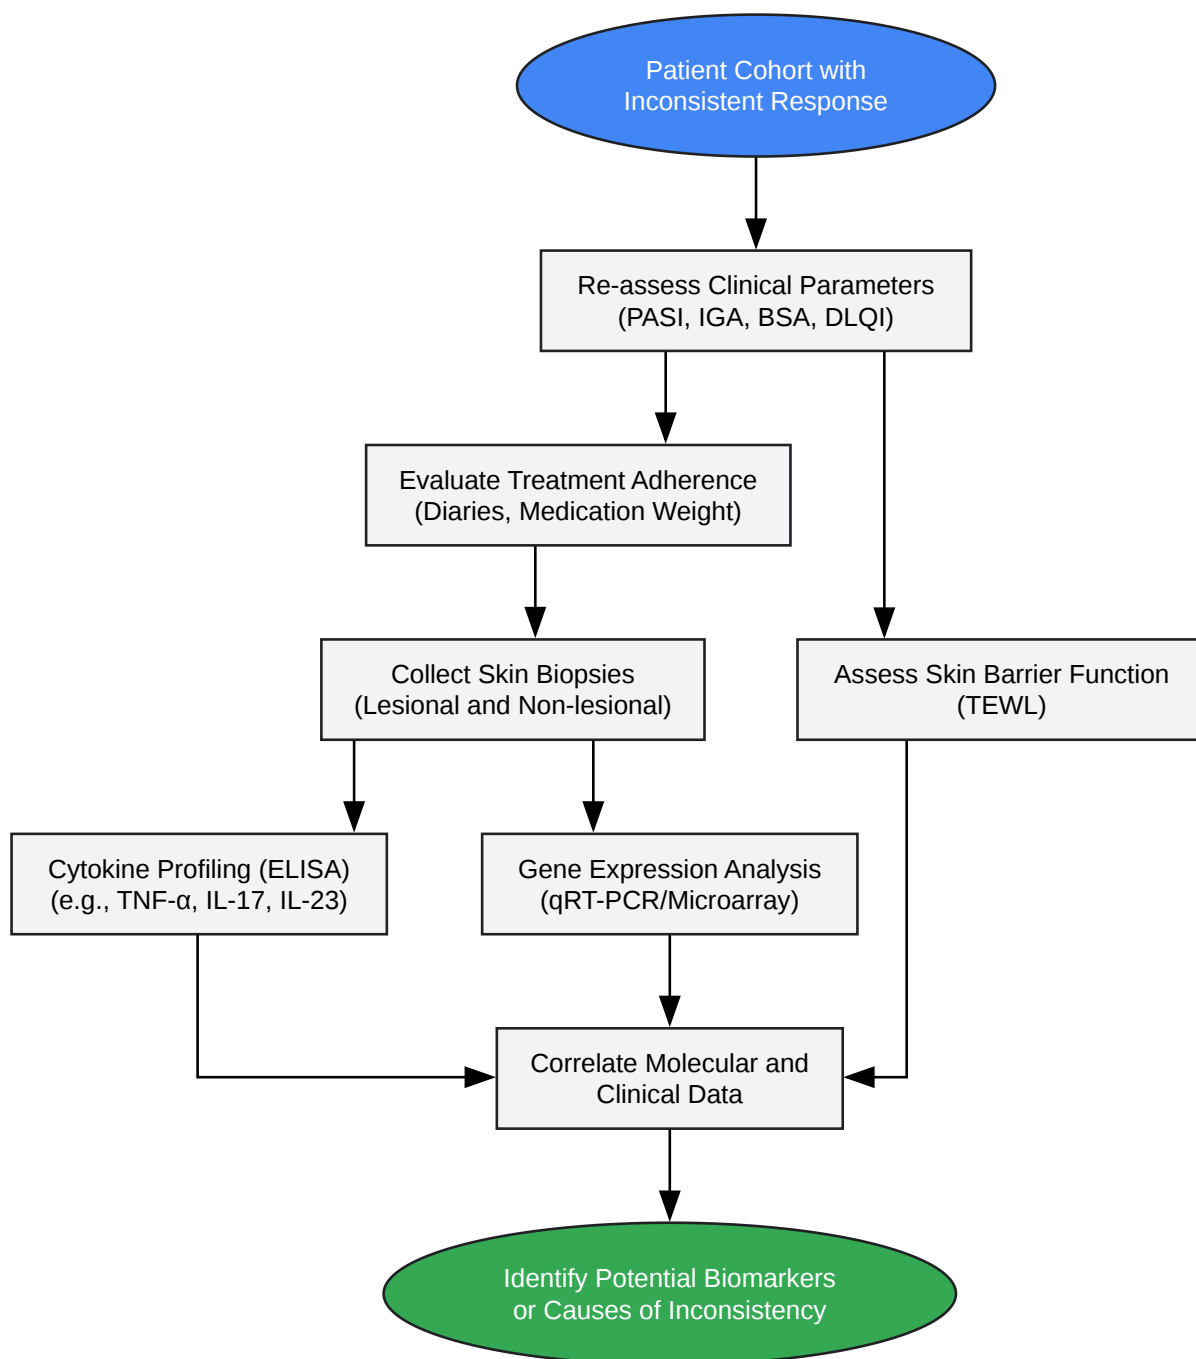 Patient Cohort with
Inconsistent Response
Re-assess Clinical Parameters
(PASI, IGA, BSA, DLQI)
Evaluate Treatment Adherence
(Diaries, Medication Weight)
Collect Skin Biopsies
(Lesional and Non-lesional)
Assess Skin Barrier Function
(TEWL)
Cytokine Profiling (ELISA)
(e.g., TNF-α, IL-17, IL-23)
Gene Expression Analysis
(qRT-PCR/Microarray)
Correlate Molecular and
Clinical Data
Identify Potential Biomarkers
or Causes of Inconsistency